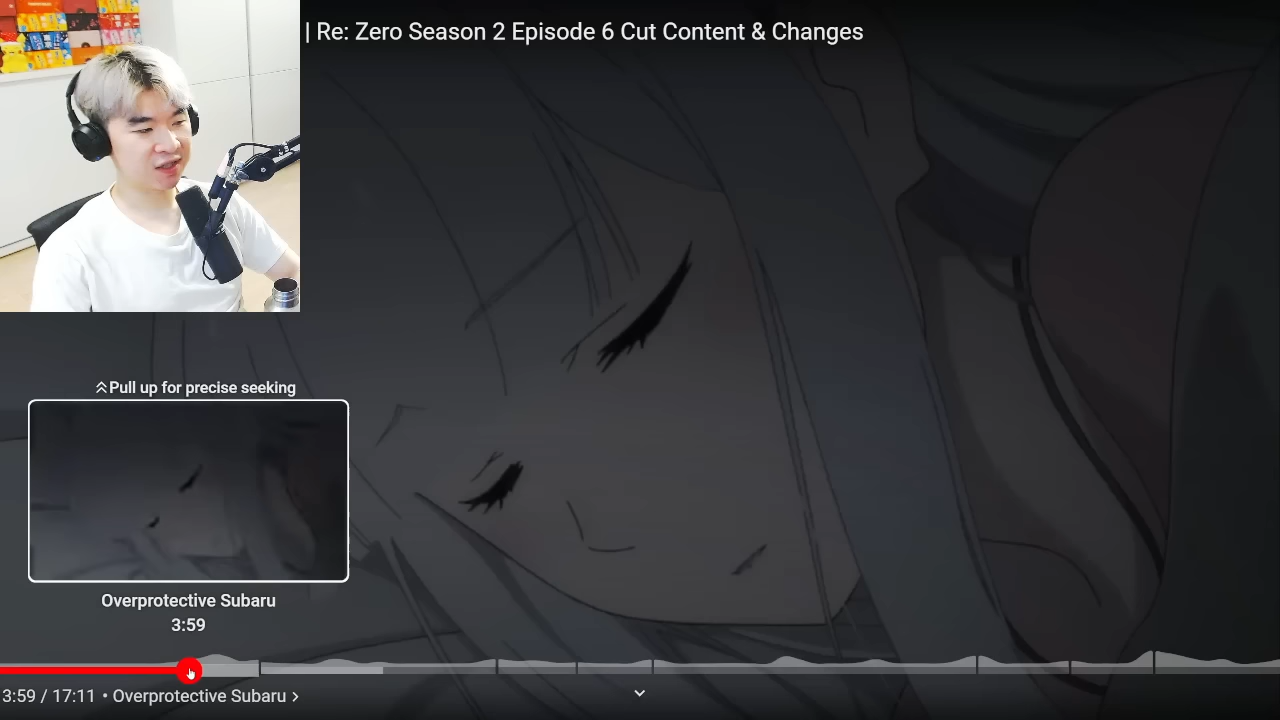 | Re: Zero Season 2 Episode 6 Cut Content & Changes
Pull up for precise seeking
Overprotective Subaru
3:59
3:59 / 17:11 • Overprotective Subaru